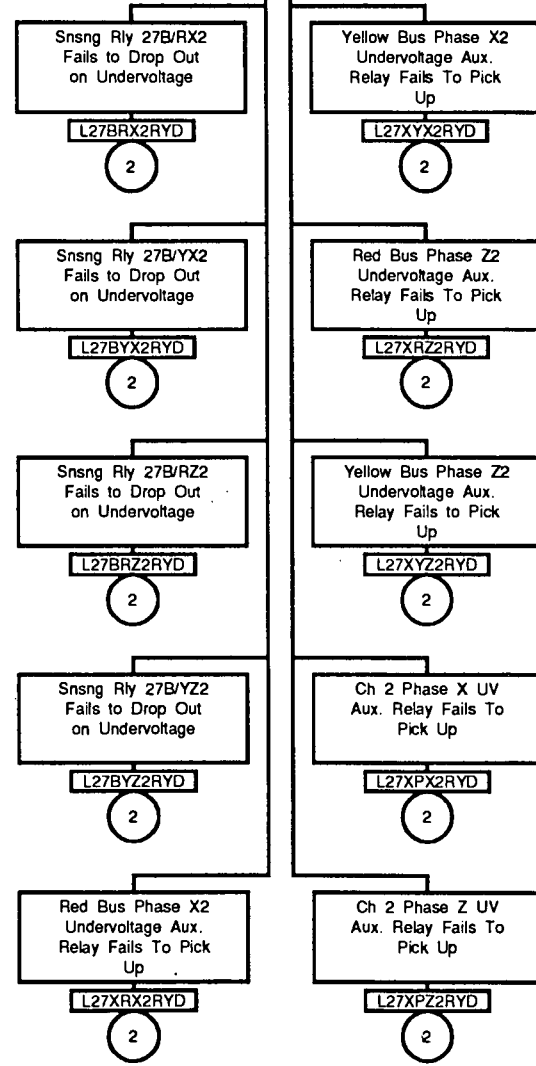 Snsng Rly 27B/RX2
Fails to Drop Out
on Undervoltage
L27BRX2RYD
2
Yellow Bus Phase X2
Undervoltage Aux.
Relay Fails To Pick
Up
L27XYX2RYD
2
Snsng Rly 27B/YX2
Fails to Drop Out
on Undervoltage
L27BYX2RYD
2
Red Bus Phase Z2
Undervoltage Aux.
Relay Fails To Pick
Up
L27XRZ2RYD
2
Snsng Rly 27B/RZ2
Fails to Drop Out
on Undervoltage
L27BRZ2RYD
2
Yellow Bus Phase Z2
Undervoltage Aux.
Relay Fails to Pick
Up
L27XYZ2RYD
2
Snsng Rly 27B/YZ2
Fails to Drop Out
on Undervoltage
L27BYZ2RYD
2
Ch 2 Phase X UV
Aux. Relay Fails To
Pick Up
L27XPX2RYD
2
Red Bus Phase X2
Undervoltage Aux.
Relay Fails To Pick
Up
L27XRX2RYD
2
Ch 2 Phase Z UV
Aux. Relay Fails To
Pick Up
L27XPZ2RYD
2